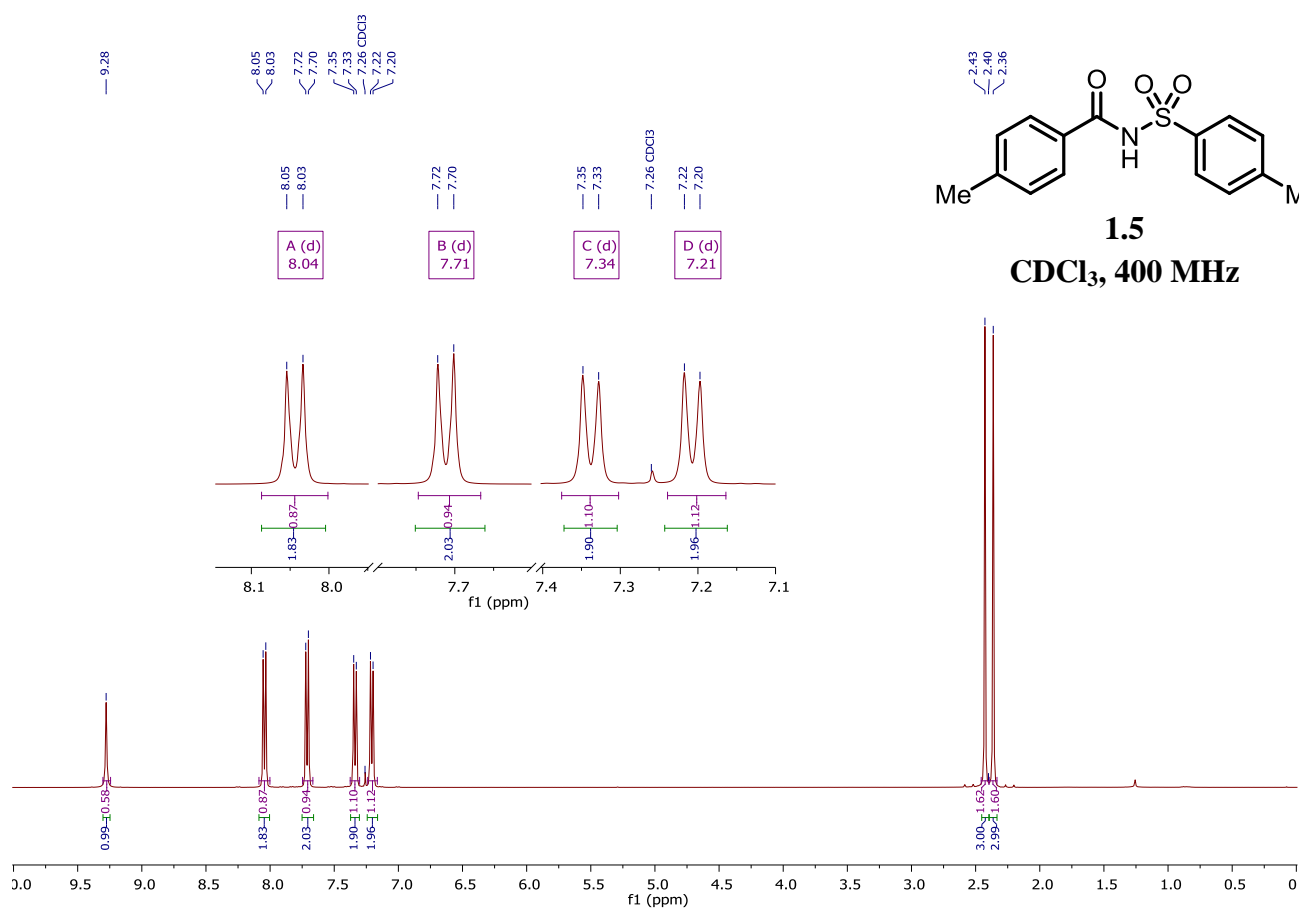 9.28
8.05
8.03
7.72
7.70
7.35
7.33
7.26 CDCl3
7.22
7.20
2.43
2.40
2.36
O
O
O
S
N
H
Me
M
1.5
CDCl₃, 400 MHz
8.05
8.03
7.72
7.70
7.35
7.33
7.26 CDCl3
7.22
7.20
A (d)
8.04
B (d)
7.71
C (d)
7.34
D (d)
7.21
0.87
0.94
1.10
1.12
1.83
2.03
1.90
1.96
8.1 8.0 7.7 7.4 7.3 7.2 7.1
f1 (ppm)
0.58
0.87
0.94
1.10
1.12
1.62
1.60
0.99
1.83
2.03
1.90
1.96
3.00
2.99
0.0 9.5 9.0 8.5 8.0 7.5 7.0 6.5 6.0 5.5 5.0 4.5 4.0 3.5 3.0 2.5 2.0 1.5 1.0 0.5 0
f1 (ppm)